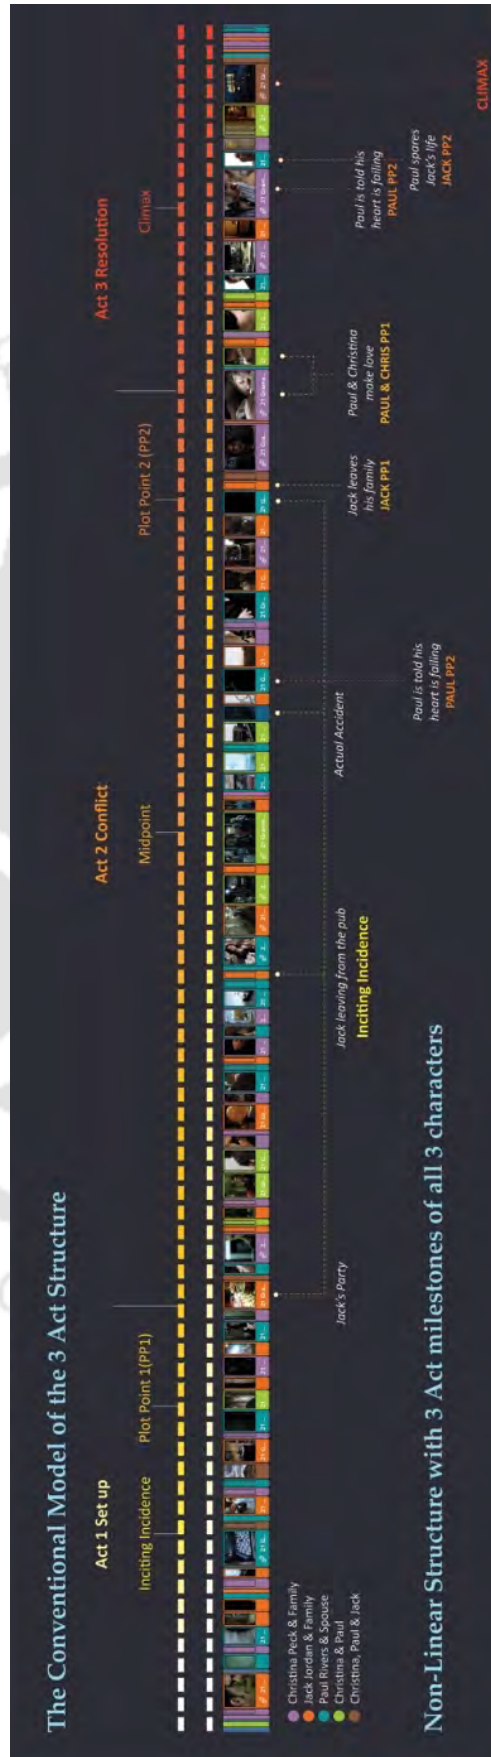 The Conventional Model of the 3 Act Structure
Act 1 Set up
Act 2 Conflict
Act 3 Resolution
Inciting Incidence
Plot Point 1(PP1)
Midpoint
Plot Point 2 (PP2)
Climax
Christina Peck & Family
Jack Jordan & Family
Paul Rivers & Spouse
Christina & Paul
Christina, Paul & Jack
Jack's Party
Jack leaving from the pub
Inciting Incidence
Actual Accident
Paul is told his
heart is failing
PAUL PP2
Jack leaves
his family
JACK PP1
Paul & Christina
make love
PAUL & CHRIS PP1
Paul is told his
heart is failing
PAUL PP2
Paul spares
Jack's life
JACK PP2
CLIMAX
Non-Linear Structure with 3 Act milestones of all 3 characters